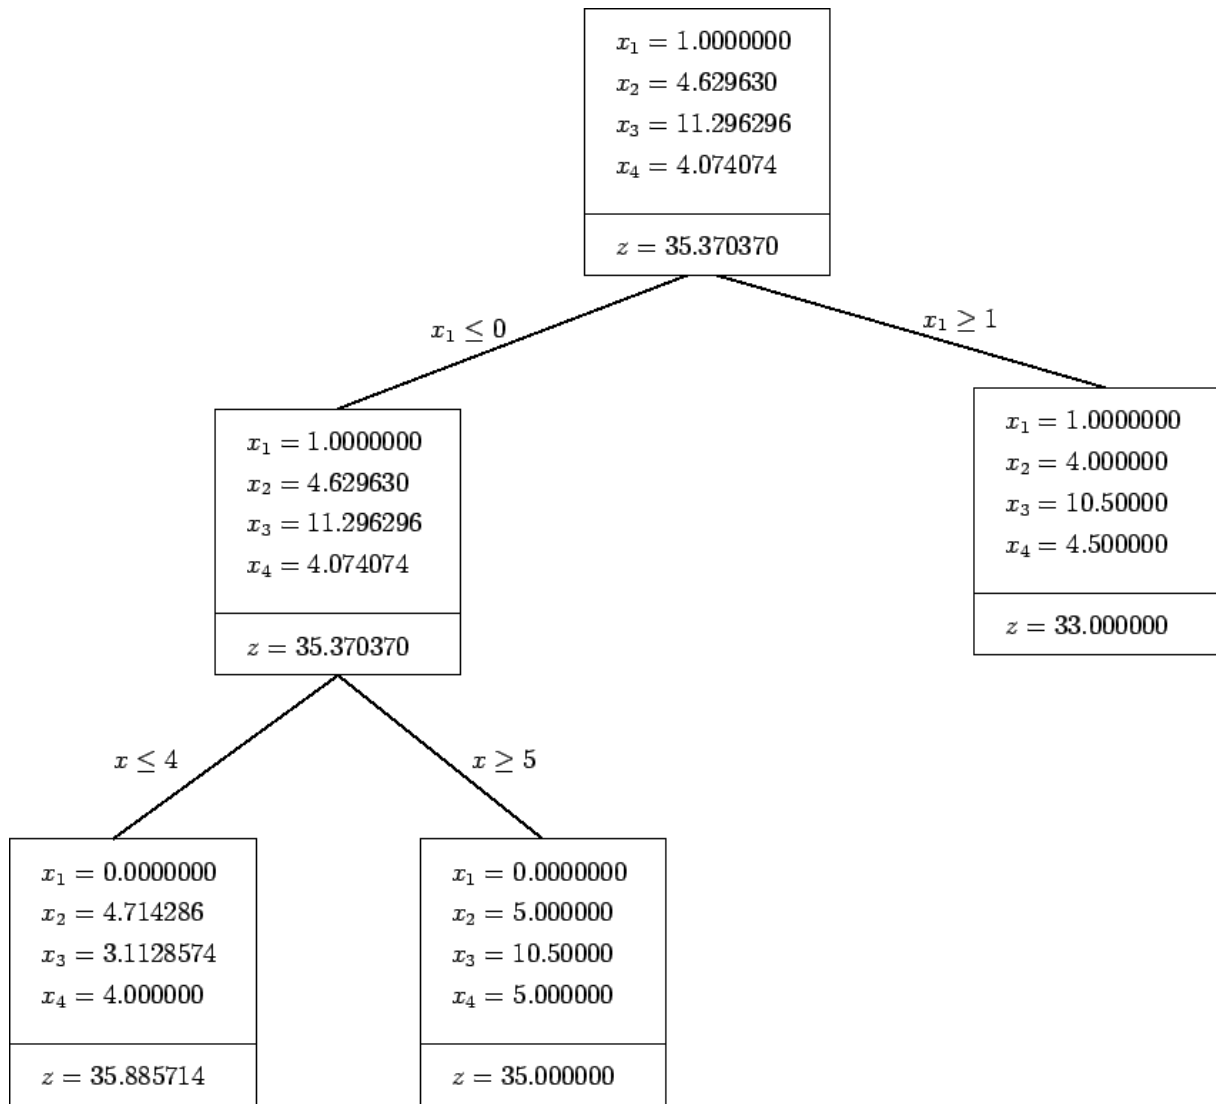 x₁ = 1.0000000
x₂ = 4.629630
x₃ = 11.296296
x₄ = 4.074074
z = 35.370370
x₁ ≤ 0
x₁ ≥ 1
x₁ = 1.0000000
x₂ = 4.629630
x₃ = 11.296296
x₄ = 4.074074
z = 35.370370
x₁ = 1.0000000
x₂ = 4.000000
x₃ = 10.50000
x₄ = 4.500000
z = 33.000000
x ≤ 4
x ≥ 5
x₁ = 0.0000000
x₂ = 4.714286
x₃ = 3.1128574
x₄ = 4.000000
z = 35.885714
x₁ = 0.0000000
x₂ = 5.000000
x₃ = 10.50000
x₄ = 5.000000
z = 35.000000